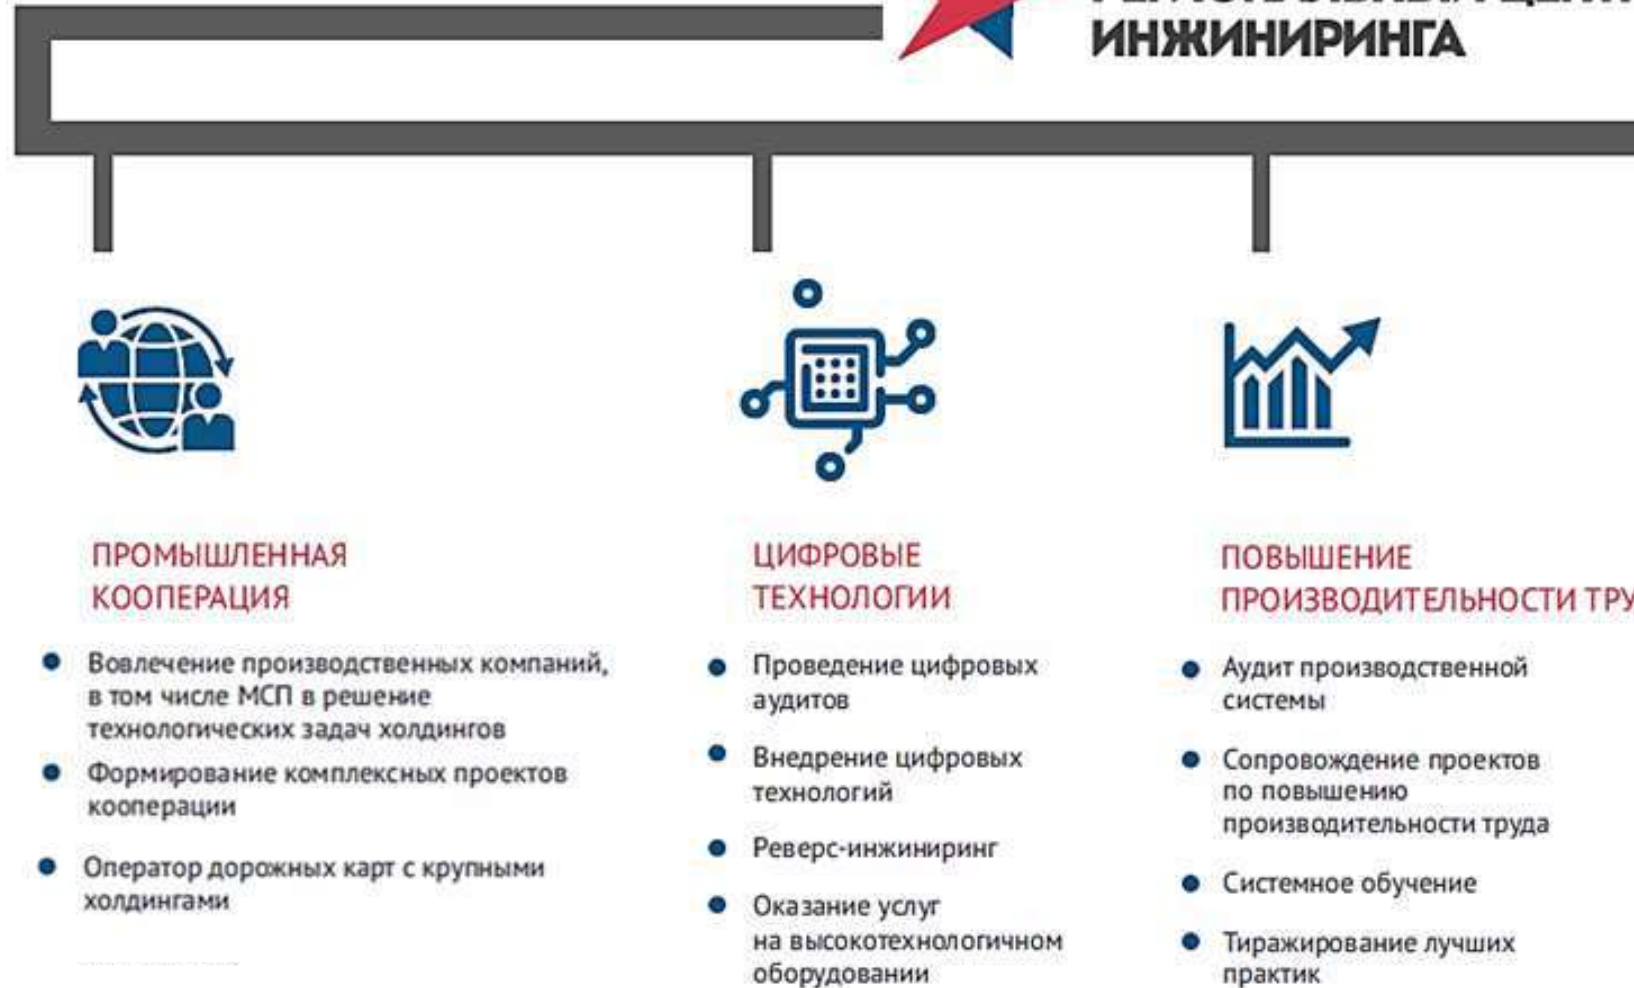 ИНЖИНИРИНГА
ПРОМЫШЛЕННАЯ
КООПЕРАЦИЯ
Вовлечение производственных компаний,
в том числе МСП в решение
технологических задач холдингов
Формирование комплексных проектов
кооперации
Оператор дорожных карт с крупными
холдингами
ЦИФРОВЫЕ
ТЕХНОЛОГИИ
Проведение цифровых
аудитов
Внедрение цифровых
технологий
Реверс-инжиниринг
Оказание услуг
на высокотехнологичном
оборудовании
ПОВЫШЕНИЕ
ПРОИЗВОДИТЕЛЬНОСТИ ТРУ
Аудит производственной
системы
Сопровождение проектов
по повышению
производительности труда
Системное обучение
Тиражирование лучших
практик